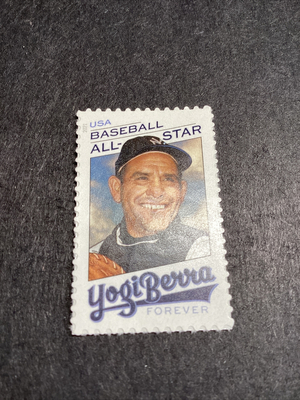 USA
BASEBALL
ALL-STAR
Yogi Berra
FOREVER